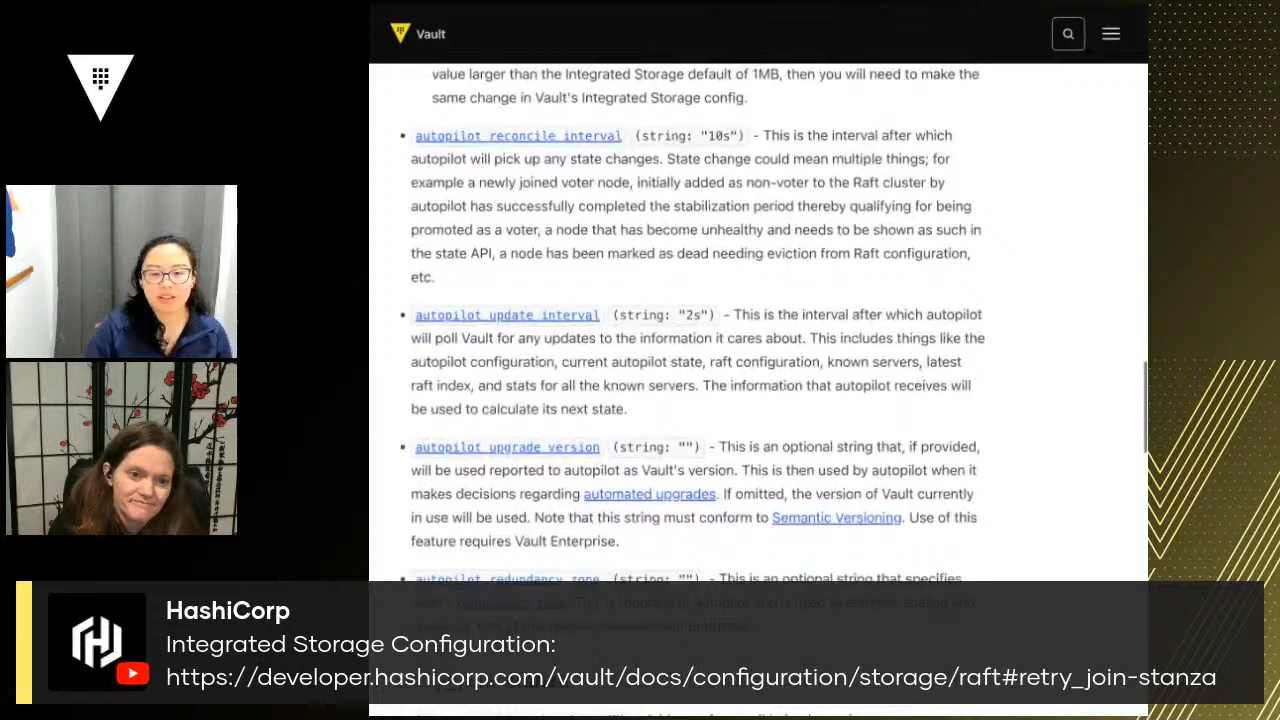 Vault
value larger than the Integrated Storage default of 1MB, then you will need to make the
same change in Vault's Integrated Storage config.
autopilot_reconcile_interval (string: "10s") - This is the interval after which
autopilot will pick up any state changes. State change could mean multiple things; for
example a newly joined voter node, initially added as non-voter to the Raft cluster by
autopilot has successfully completed the stabilization period thereby qualifying for being
promoted as a voter, a node that has become unhealthy and needs to be shown as such in
the state API, a node has been marked as dead needing eviction from Raft configuration,
etc.
autopilot_update_interval (string: "2s") - This is the interval after which autopilot
will poll Vault for any updates to the information it cares about. This includes things like the
autopilot configuration, current autopilot state, raft configuration, known servers, latest
raft index, and stats for all the known servers. The information that autopilot receives will
be used to calculate its next state.
autopilot_upgrade_version (string: "") - This is an optional string that, if provided,
will be used reported to autopilot as Vault's version. This is then used by autopilot when it
makes decisions regarding automated upgrades. If omitted, the version of Vault currently
in use will be used. Note that this string must conform to Semantic Versioning. Use of this
feature requires Vault Enterprise.
autopilot_redundancy_zone (string: "") - This is an optional string that specifies
HashiCorp
Integrated Storage Configuration:
https://developer.hashicorp.com/vault/docs/configuration/storage/raft#retry_join-stanza